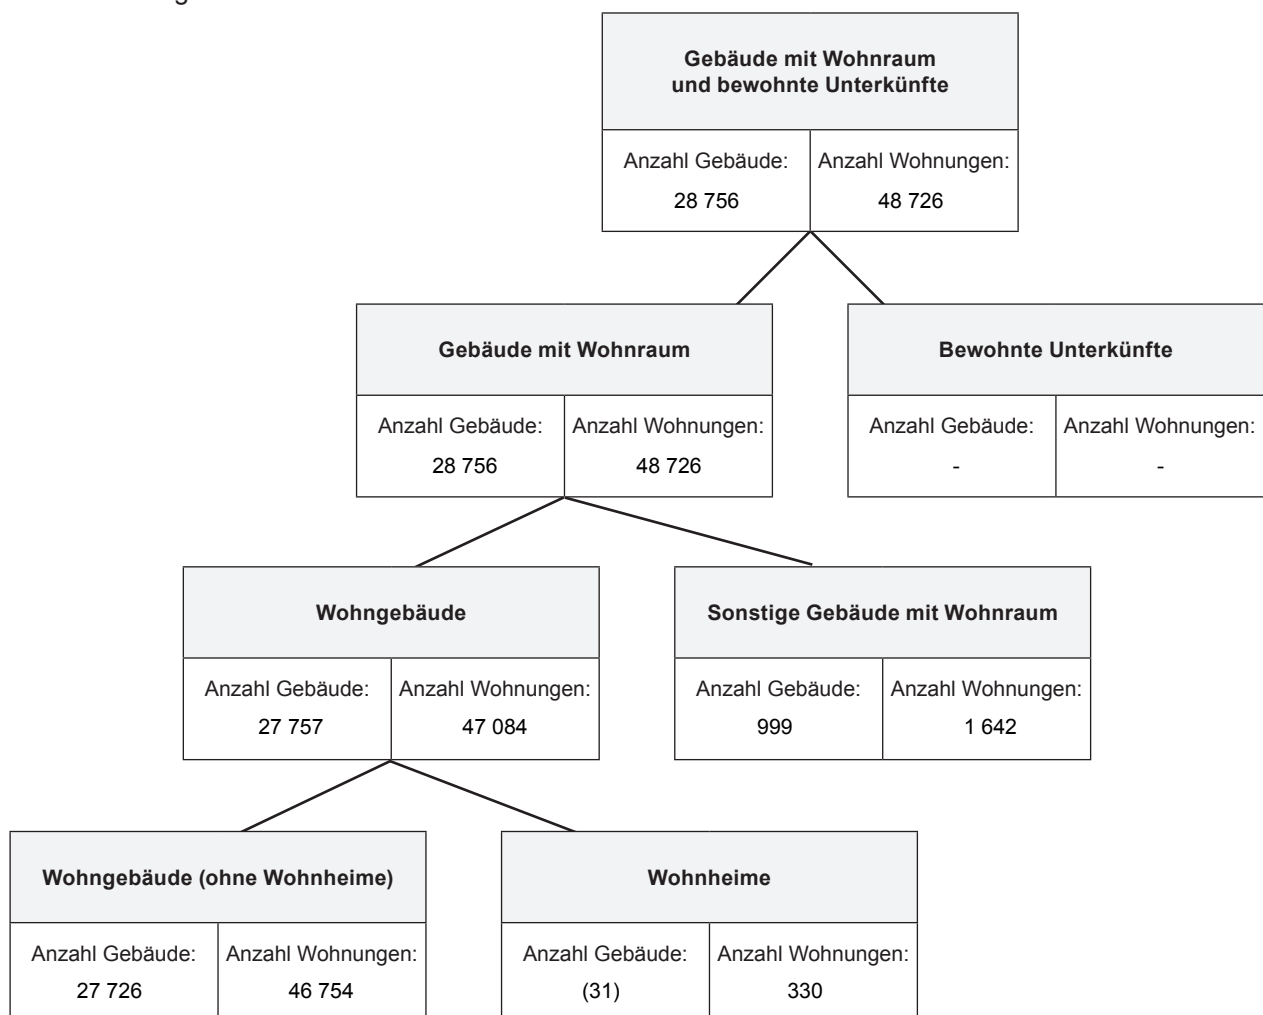 Gebäude mit Wohnraum
und bewohnte Unterkünfte
Anzahl Gebäude:
28 756
Anzahl Wohnungen:
48 726
Gebäude mit Wohnraum
Anzahl Gebäude:
28 756
Anzahl Wohnungen:
48 726
Bewohnte Unterkünfte
Anzahl Gebäude:
-
Anzahl Wohnungen:
-
Wohngebäude
Anzahl Gebäude:
27 757
Anzahl Wohnungen:
47 084
Sonstige Gebäude mit Wohnraum
Anzahl Gebäude:
999
Anzahl Wohnungen:
1 642
Wohngebäude (ohne Wohnheime)
Anzahl Gebäude:
27 726
Anzahl Wohnungen:
46 754
Wohnheime
Anzahl Gebäude:
(31)
Anzahl Wohnungen:
330